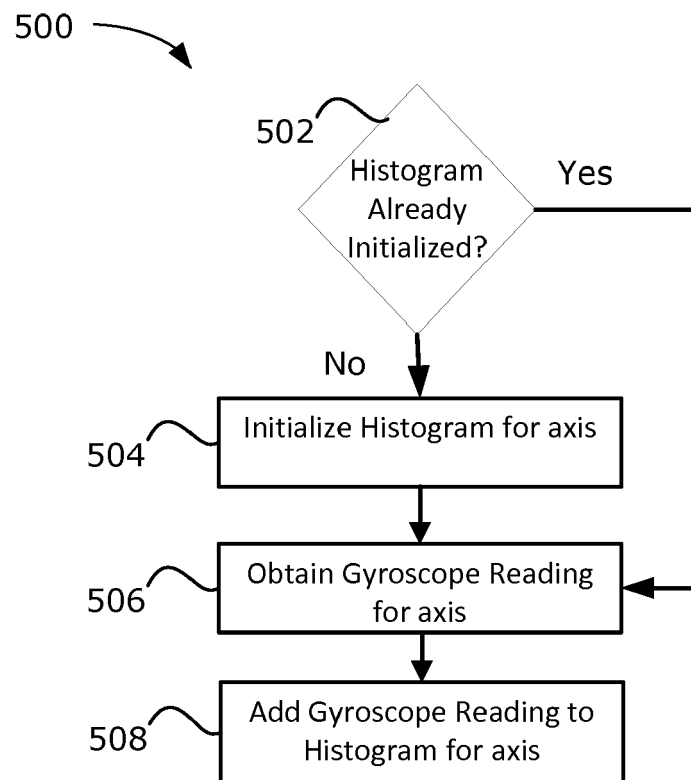 500
502
Histogram
Already
Initialized?
Yes
No
504
Initialize Histogram for axis
506
Obtain Gyroscope Reading
for axis
508
Add Gyroscope Reading to
Histogram for axis